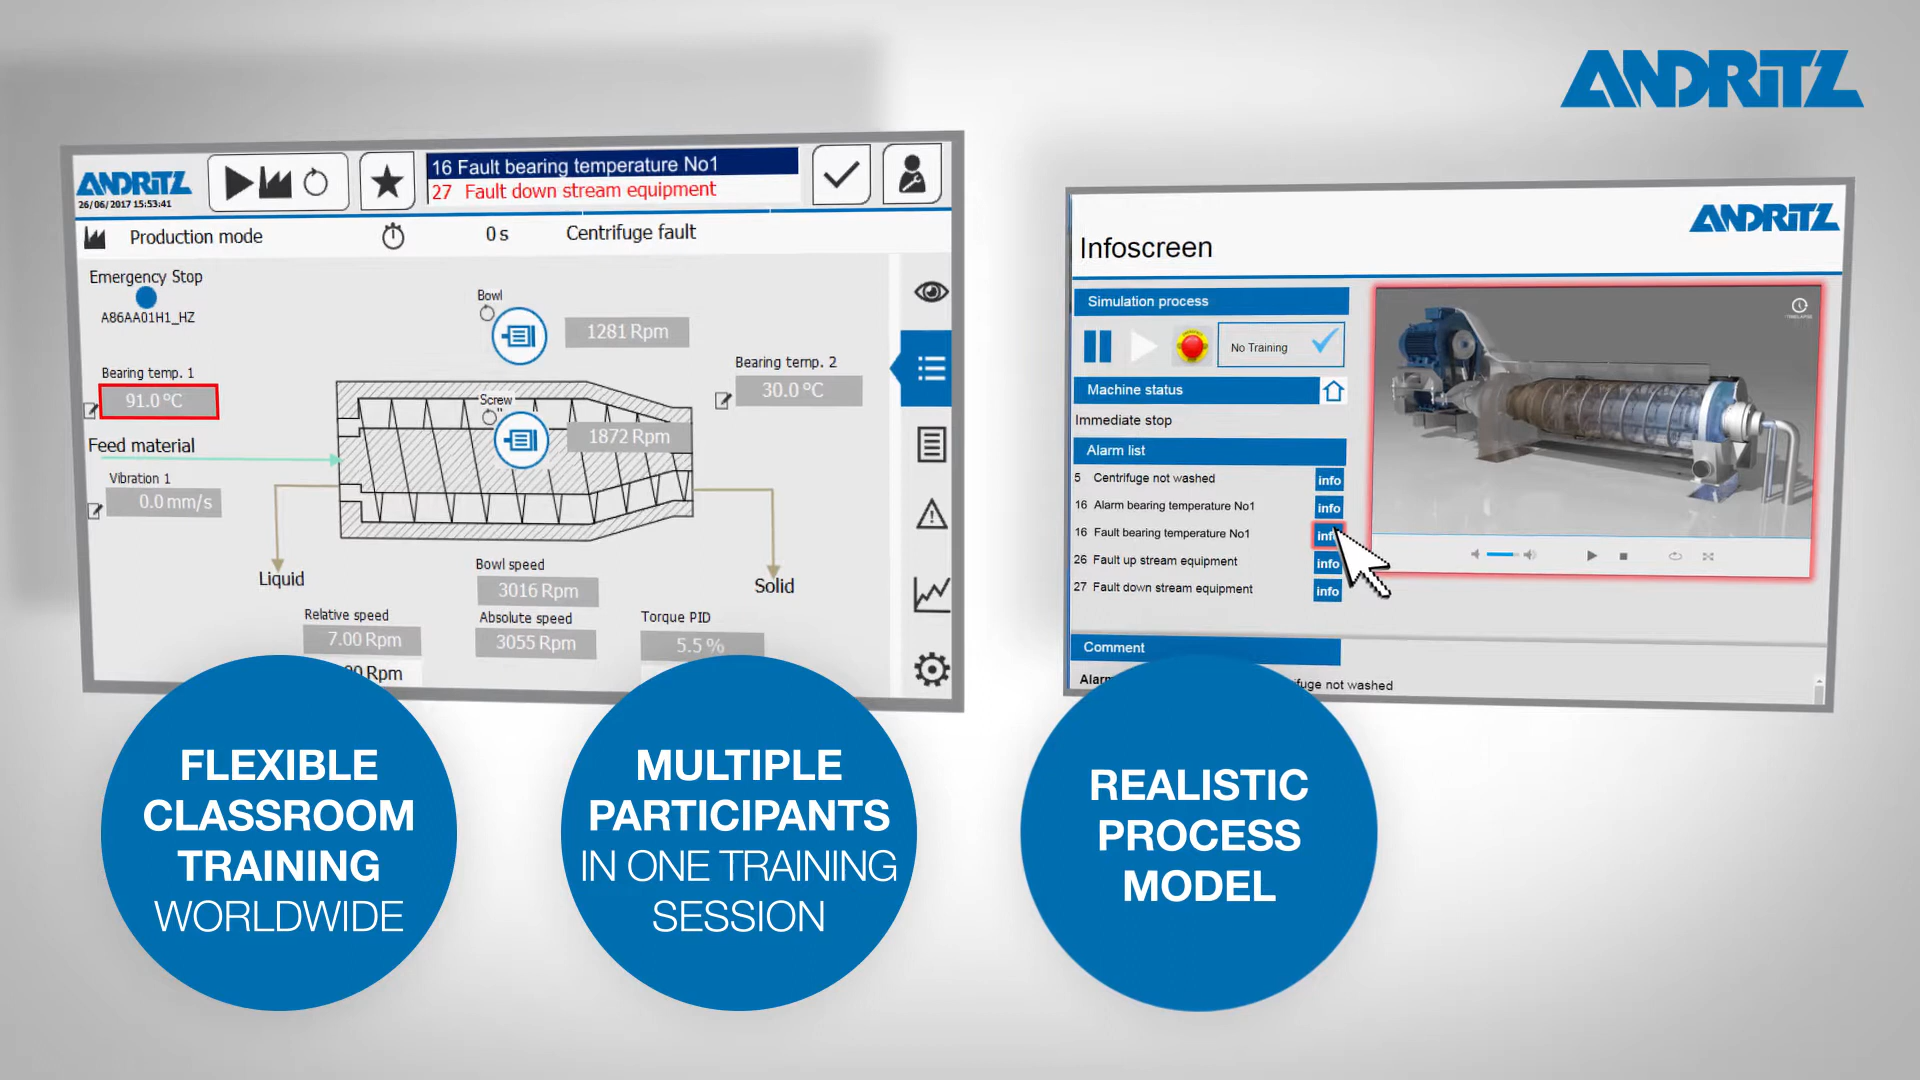 ANDRITZ
ANDRITZ
26/06/2017 15:53:41
16 Fault bearing temperature No1
27 Fault down stream equipment
Production mode
0 s
Centrifuge fault
Emergency Stop
A86AA01H1_HZ
Bowl
1281 Rpm
Bearing temp. 1
91.0 °C
Bearing temp. 2
30.0 °C
Screw
1872 Rpm
Feed material
Vibration 1
0.0 mm/s
Liquid
Solid
Bowl speed
3016 Rpm
Relative speed
7.00 Rpm
Absolute speed
3055 Rpm
Torque PID
5.5 %
Rpm
ANDRITZ
Infoscreen
Simulation process
No Training
Machine status
Immediate stop
Alarm list
5 Centrifuge not washed info
16 Alarm bearing temperature No1 info
16 Fault bearing temperature No1 info
26 Fault up stream equipment info
27 Fault down stream equipment info
Comment
not washed
FLEXIBLE
CLASSROOM
TRAINING
WORLDWIDE
MULTIPLE
PARTICIPANTS
IN ONE TRAINING
SESSION
REALISTIC
PROCESS
MODEL